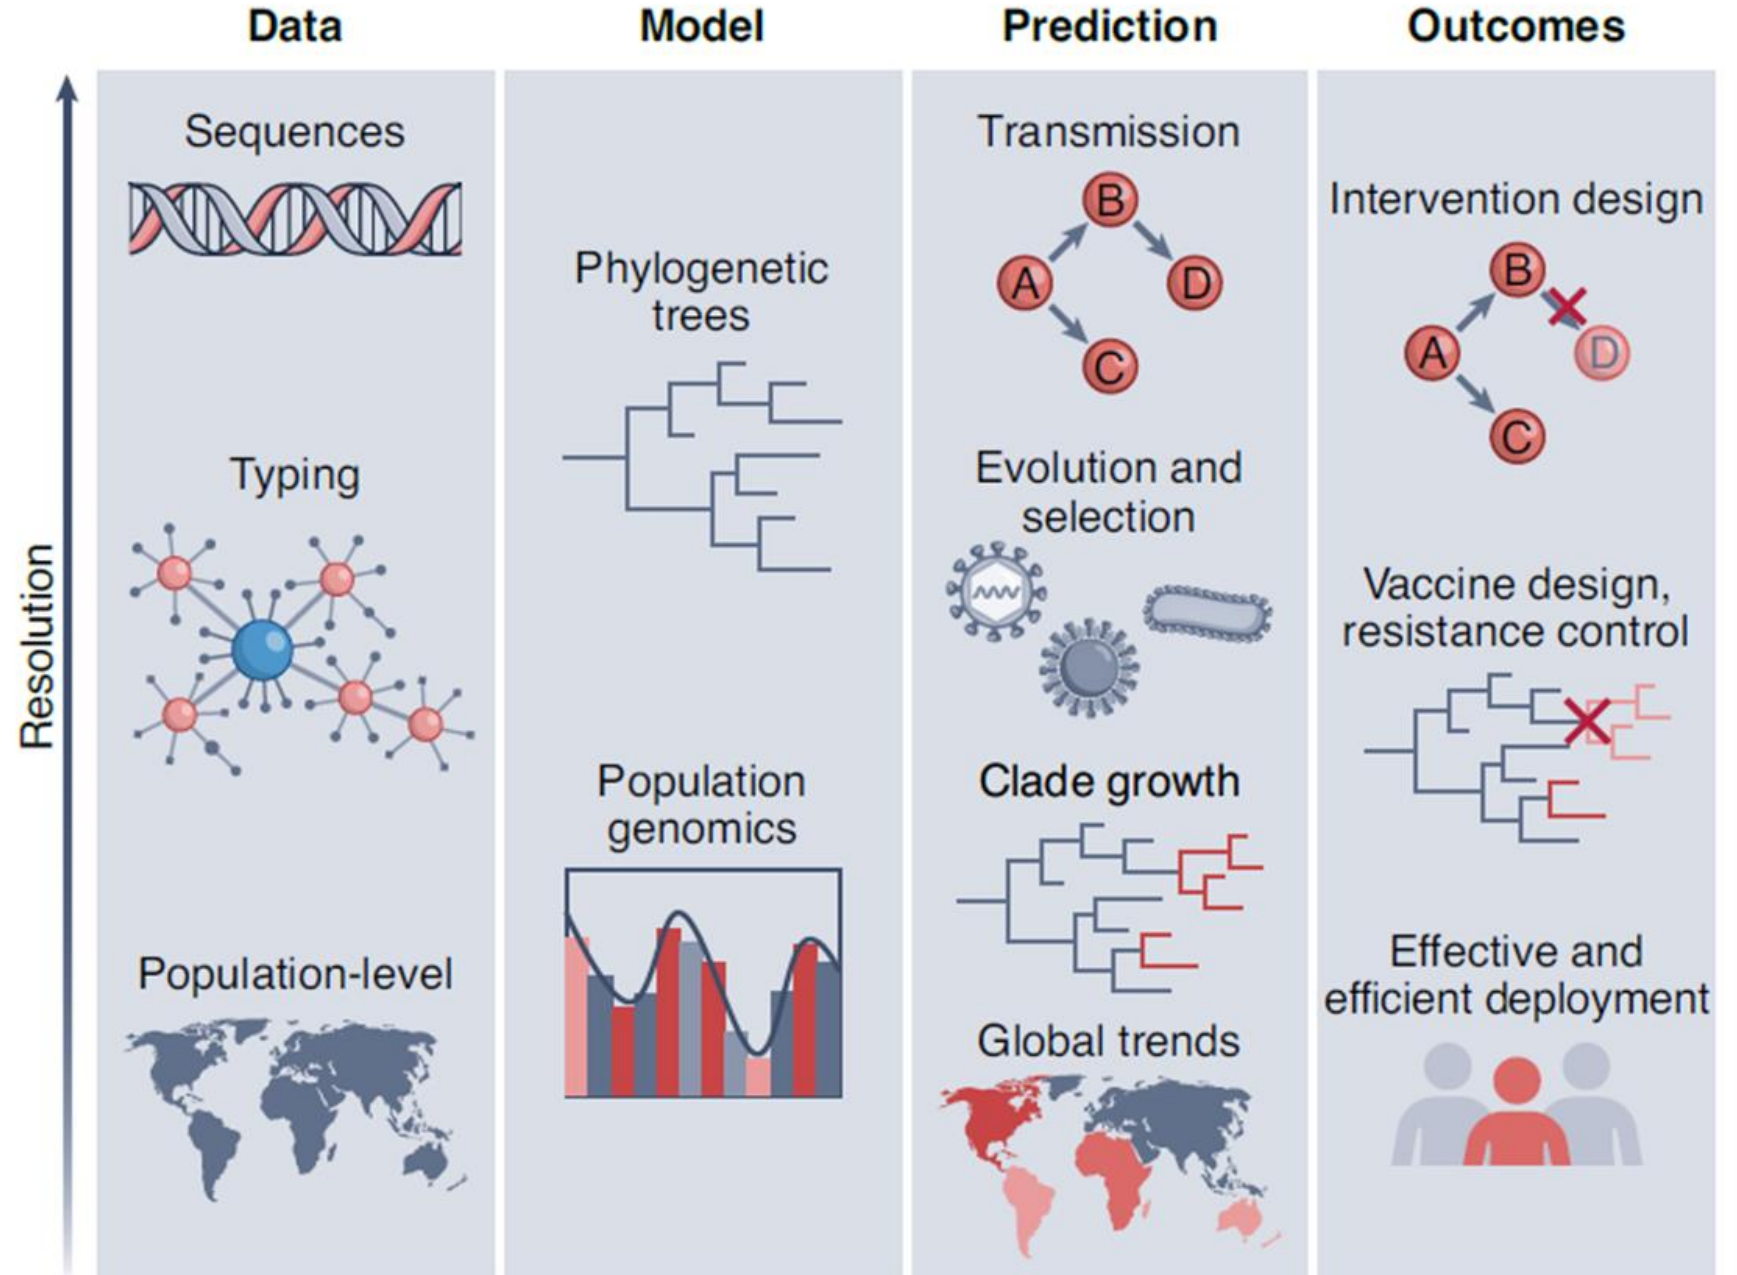 Data
Model
Prediction
Outcomes
Resolution
Sequences
Typing
Population-level
Phylogenetic
trees
Population
genomics
Transmission
B
A
D
C
Evolution and
selection
Clade growth
Global trends
Intervention design
B
A
D
C
Vaccine design,
resistance control
Effective and
efficient deployment